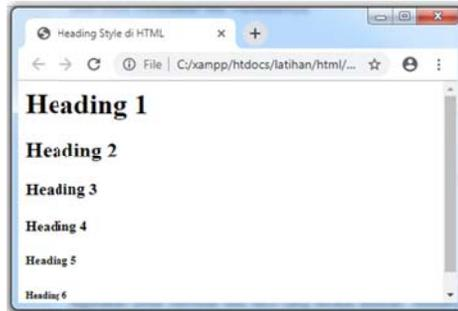 Heading Style di HTML
File | C:/xampp/htdocs/latihan/html/...
Heading 1
Heading 2
Heading 3
Heading 4
Heading 5
Heading 6